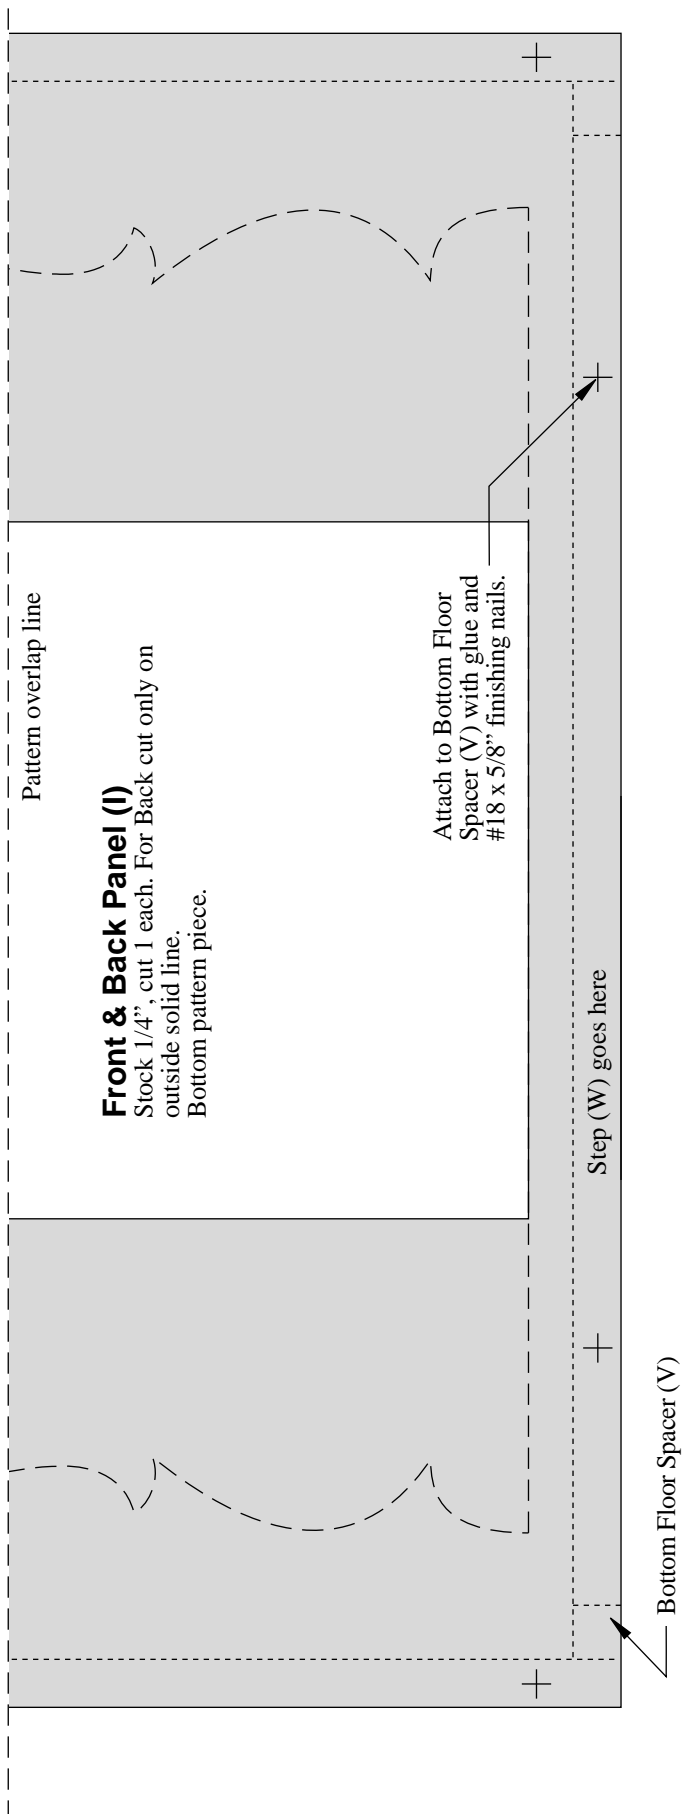 Pattern overlap line
Front & Back Panel (I)
Stock 1/4”, cut 1 each. For Back cut only on
outside solid line.
Bottom pattern piece.
Attach to Bottom Floor
Spacer (V) with glue and
#18 x 5/8” finishing nails.
Step (W) goes here
Bottom Floor Spacer (V)